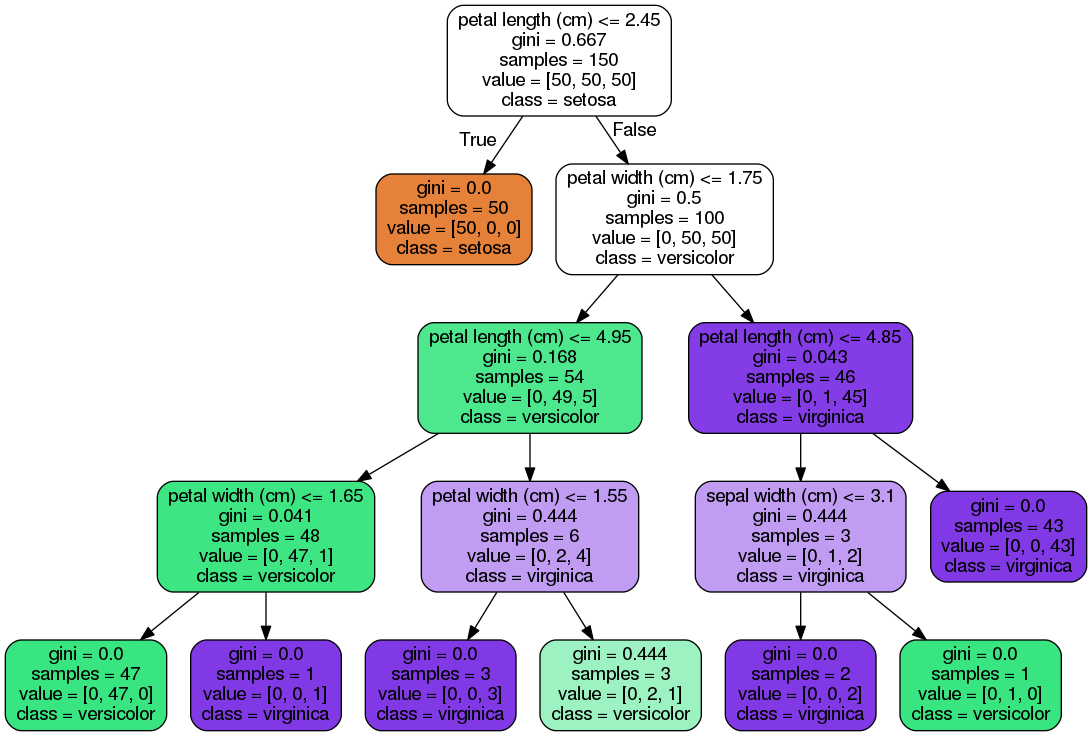 petal length (cm) <= 2.45
gini = 0.667
samples = 150
value = [50, 50, 50]
class = setosa
True
False
gini = 0.0
samples = 50
value = [50, 0, 0]
class = setosa
petal width (cm) <= 1.75
gini = 0.5
samples = 100
value = [0, 50, 50]
class = versicolor
petal length (cm) <= 4.95
gini = 0.168
samples = 54
value = [0, 49, 5]
class = versicolor
petal length (cm) <= 4.85
gini = 0.043
samples = 46
value = [0, 1, 45]
class = virginica
petal width (cm) <= 1.65
gini = 0.041
samples = 48
value = [0, 47, 1]
class = versicolor
petal width (cm) <= 1.55
gini = 0.444
samples = 6
value = [0, 2, 4]
class = virginica
sepal width (cm) <= 3.1
gini = 0.444
samples = 3
value = [0, 1, 2]
class = virginica
gini = 0.0
samples = 43
value = [0, 0, 43]
class = virginica
gini = 0.0
samples = 47
value = [0, 47, 0]
class = versicolor
gini = 0.0
samples = 1
value = [0, 0, 1]
class = virginica
gini = 0.0
samples = 3
value = [0, 0, 3]
class = virginica
gini = 0.444
samples = 3
value = [0, 2, 1]
class = versicolor
gini = 0.0
samples = 2
value = [0, 0, 2]
class = virginica
gini = 0.0
samples = 1
value = [0, 1, 0]
class = versicolor